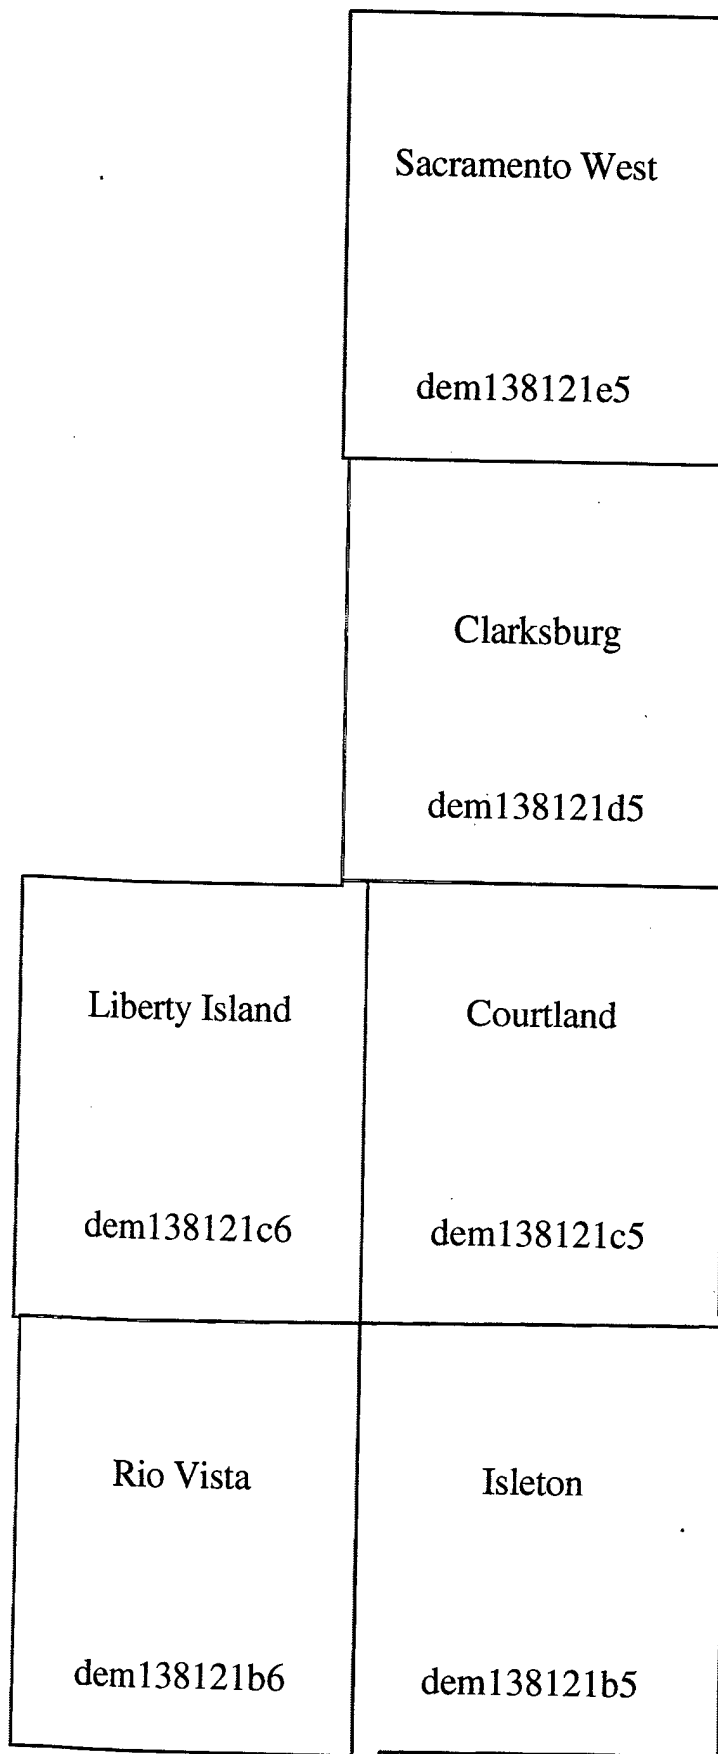 Sacramento West
dem138121e5
Clarksburg
dem138121d5
Liberty Island
dem138121c6
Courtland
dem138121c5
Rio Vista
dem138121b6
Isleton
dem138121b5